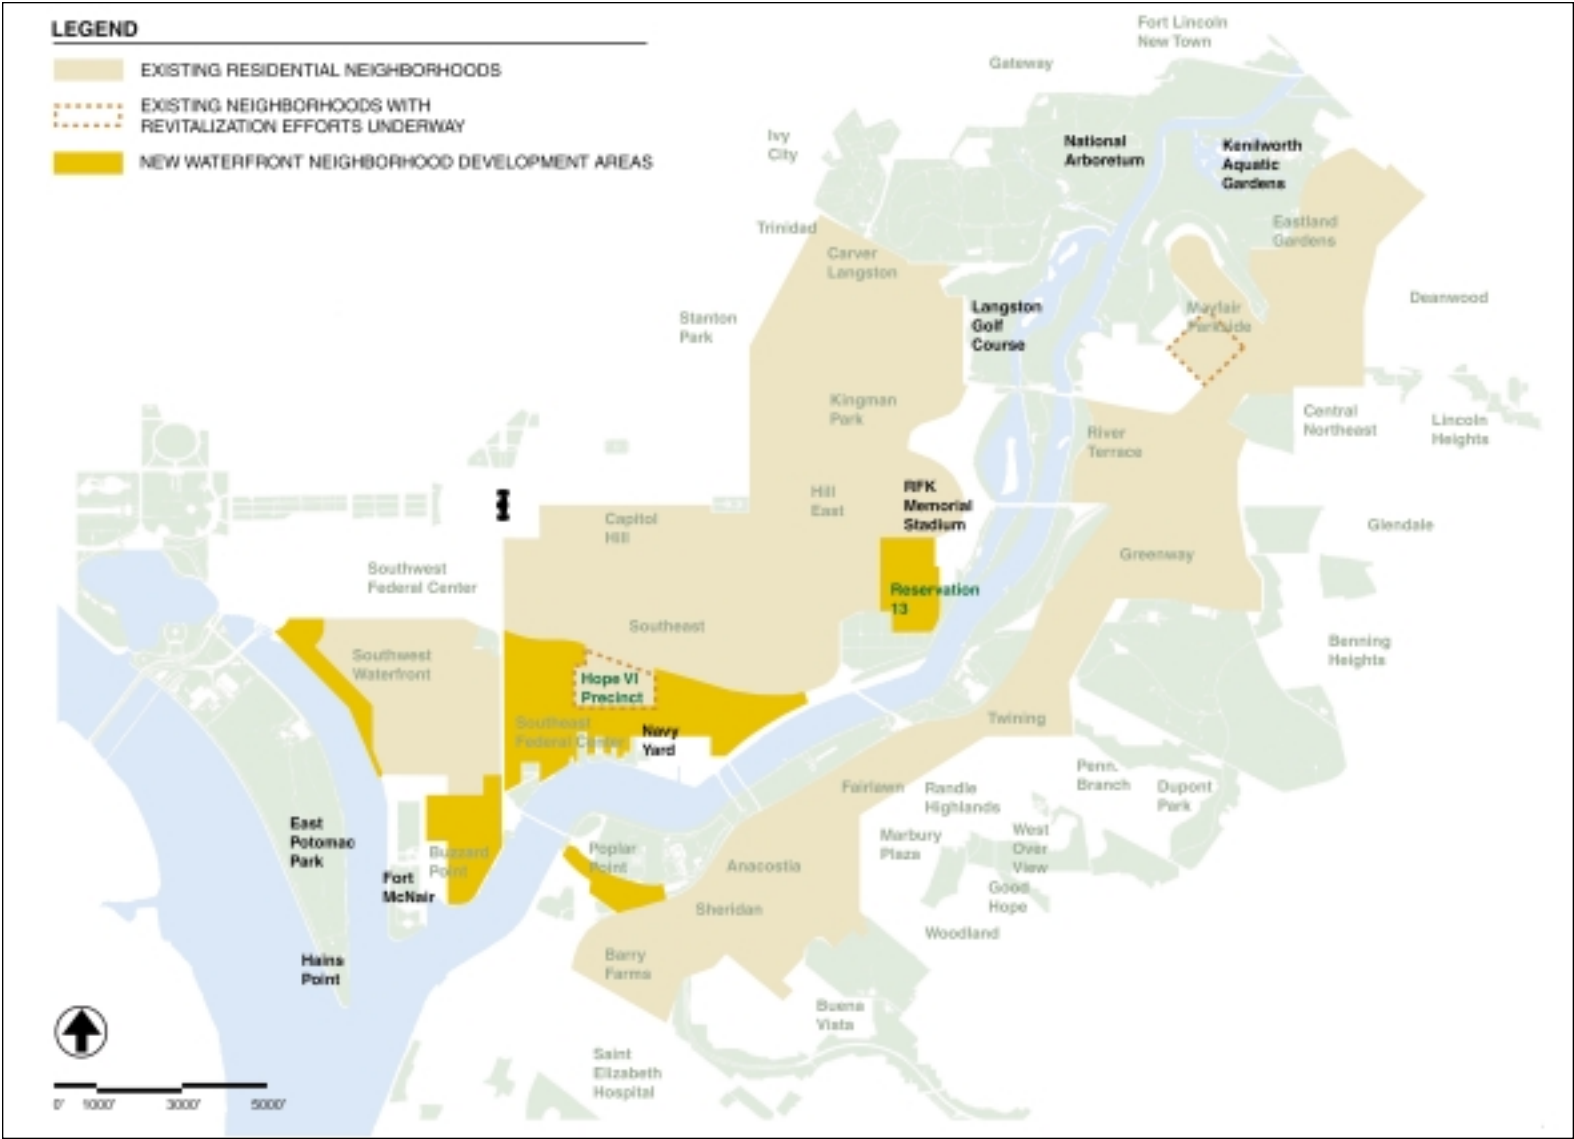 LEGEND
EXISTING RESIDENTIAL NEIGHBORHOODS
EXISTING NEIGHBORHOODS WITH
REVITALIZATION EFFORTS UNDERWAY
NEW WATERFRONT NEIGHBORHOOD DEVELOPMENT AREAS
Fort Lincoln
New Town
Gateway
Ivy
City
National
Arboretum
Kenilworth
Aquatic
Gardens
Trinidad
Carver
Langston
Eastland
Gardens
Stanton
Park
Langston
Golf
Course
Mayfair
Parkside
Deanwood
Kingman
Park
River
Terrace
Central
Northeast
Lincoln
Heights
Hill
East
RFK
Memorial
Stadium
Capitol
Hill
Glendale
Greenway
Southwest
Federal Center
Reservation
13
Southeast
Southwest
Waterfront
Benning
Heights
Hope VI
Precinct
Southeast
Federal Center
Navy
Yard
Twining
Fairlawn
Randle
Highlands
Penn.
Branch
Dupont
Park
East
Potomac
Park
Buzzard
Point
Fort
McNair
Poplar
Point
Anacostia
Marbury
Plaza
West
Over
View
Good
Hope
Sheridan
Woodland
Hains
Point
Barry
Farms
Buena
Vista
Saint
Elizabeth
Hospital
0' 1000' 3000' 5000'